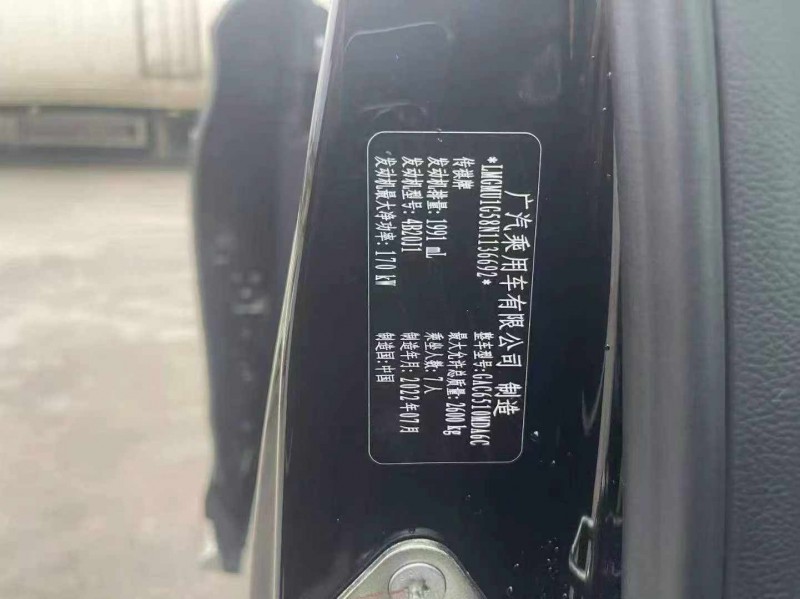 广汽乘用车有限公司 制造
*LMGMU1G58N1136692*
传祺牌 整车型号:GAC6510MDA6C
发动机排量:1991 mL 最大允许总质量:2600 kg
发动机型号:4B20J1 乘坐人数:7人
发动机最大净功率:170 kW 制造年月:2022年07月
制造国:中国